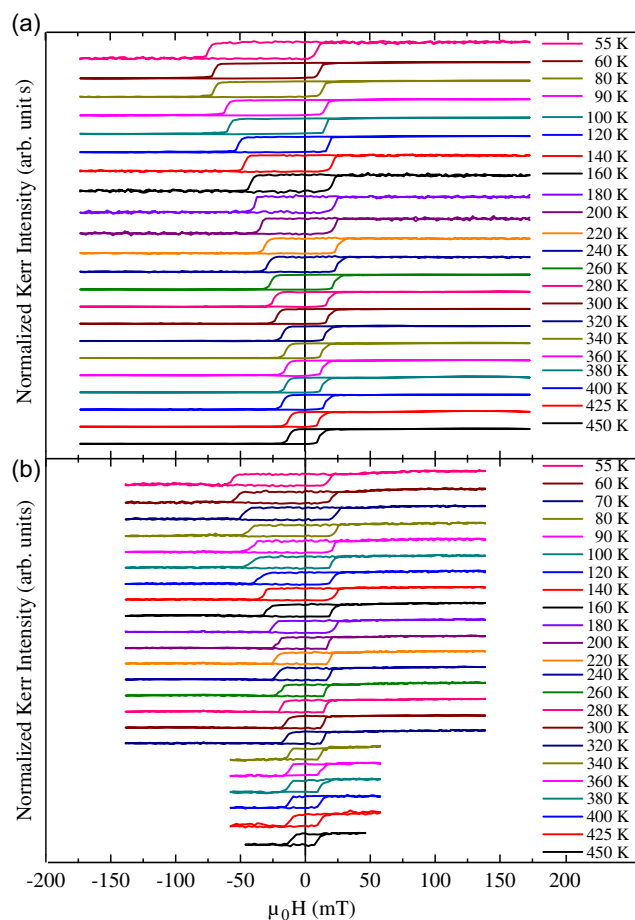 (a)
Normalized Kerr Intensity (arb. unit s)
55 K
60 K
80 K
90 K
100 K
120 K
140 K
160 K
180 K
200 K
220 K
240 K
260 K
280 K
300 K
320 K
340 K
360 K
380 K
400 K
425 K
450 K
(b)
Normalized Kerr Intensity (arb. units)
55 K
60 K
70 K
80 K
90 K
100 K
120 K
140 K
160 K
180 K
200 K
220 K
240 K
260 K
280 K
300 K
320 K
340 K
360 K
380 K
400 K
425 K
450 K
-200 -150 -100 -50 0 50 100 150 200
μ₀H (mT)